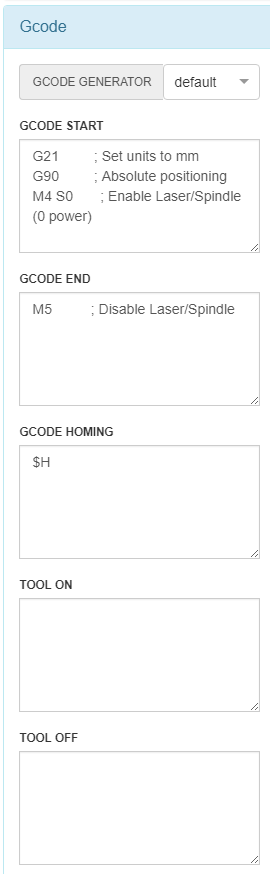 Gcode
GCODE GENERATOR default
GCODE START
G21 ; Set units to mm
G90 ; Absolute positioning
M4 S0 ; Enable Laser/Spindle
(0 power)
GCODE END
M5 ; Disable Laser/Spindle
GCODE HOMING
$H
TOOL ON
TOOL OFF